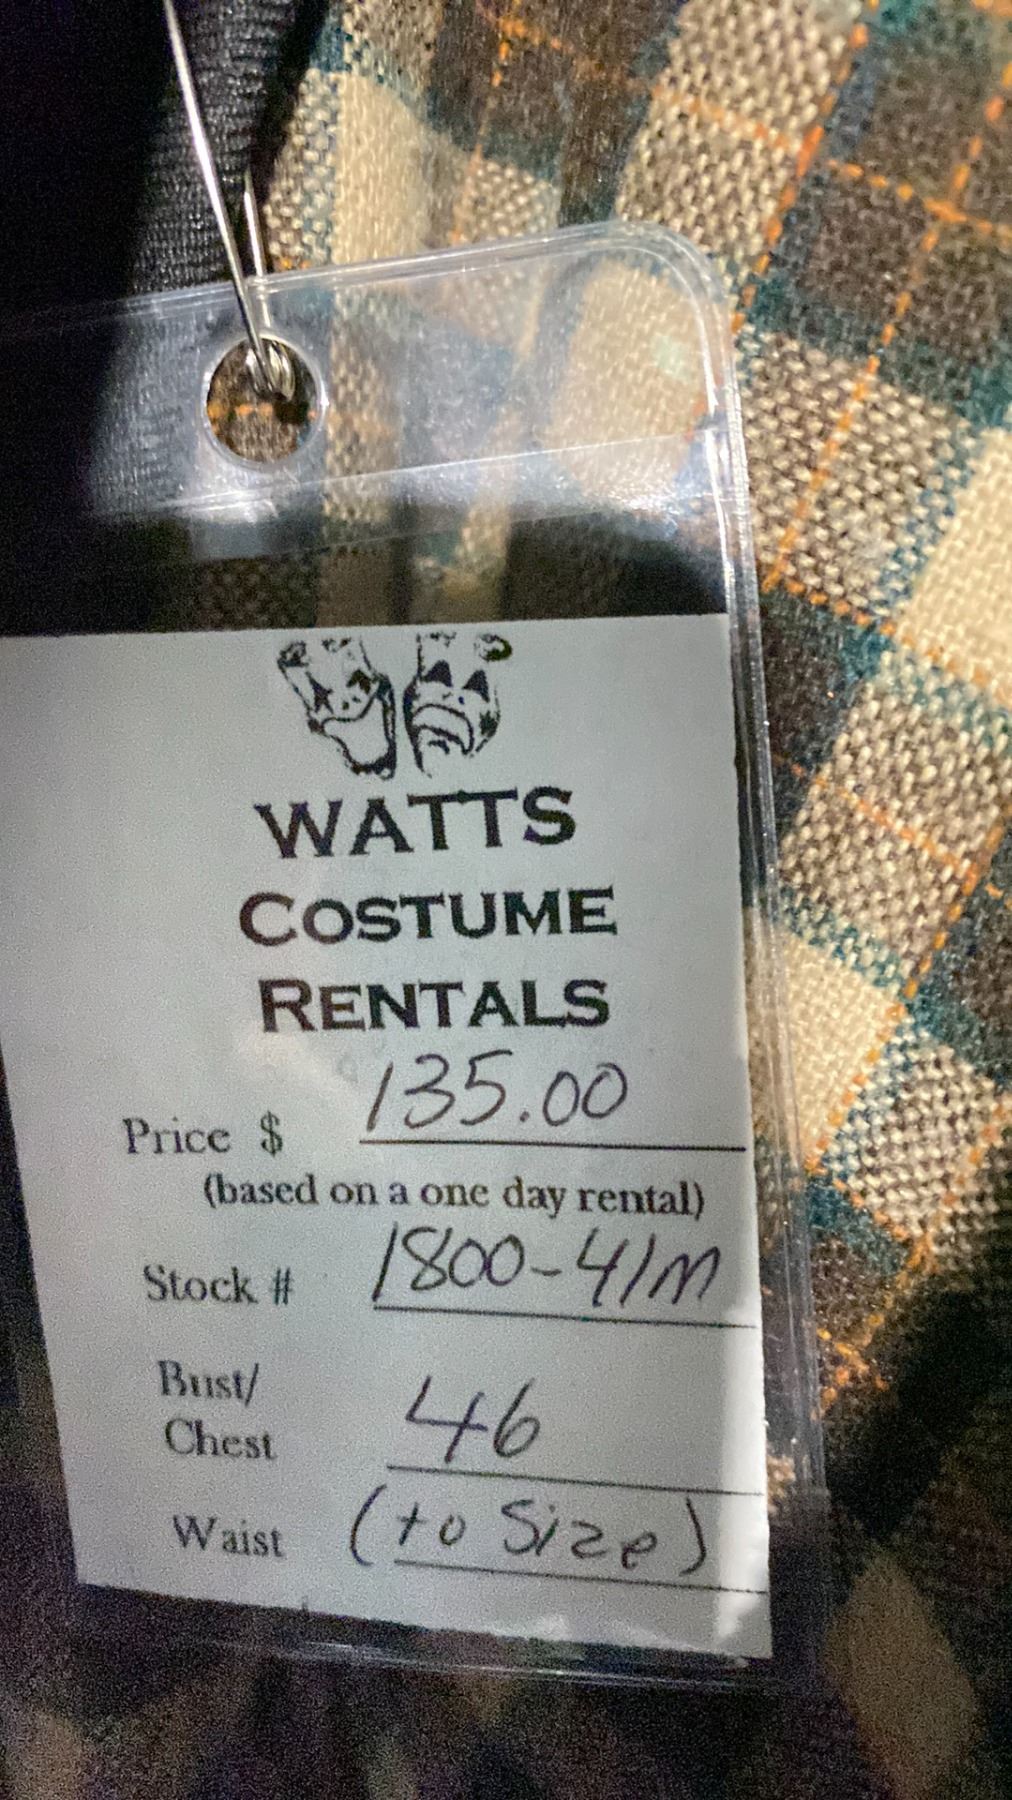 WATTS
COSTUME
RENTALS
Price $ 135.00
(based on a one day rental)
Stock # 1800-41M
Bust/
Chest 46
Waist (to Size)